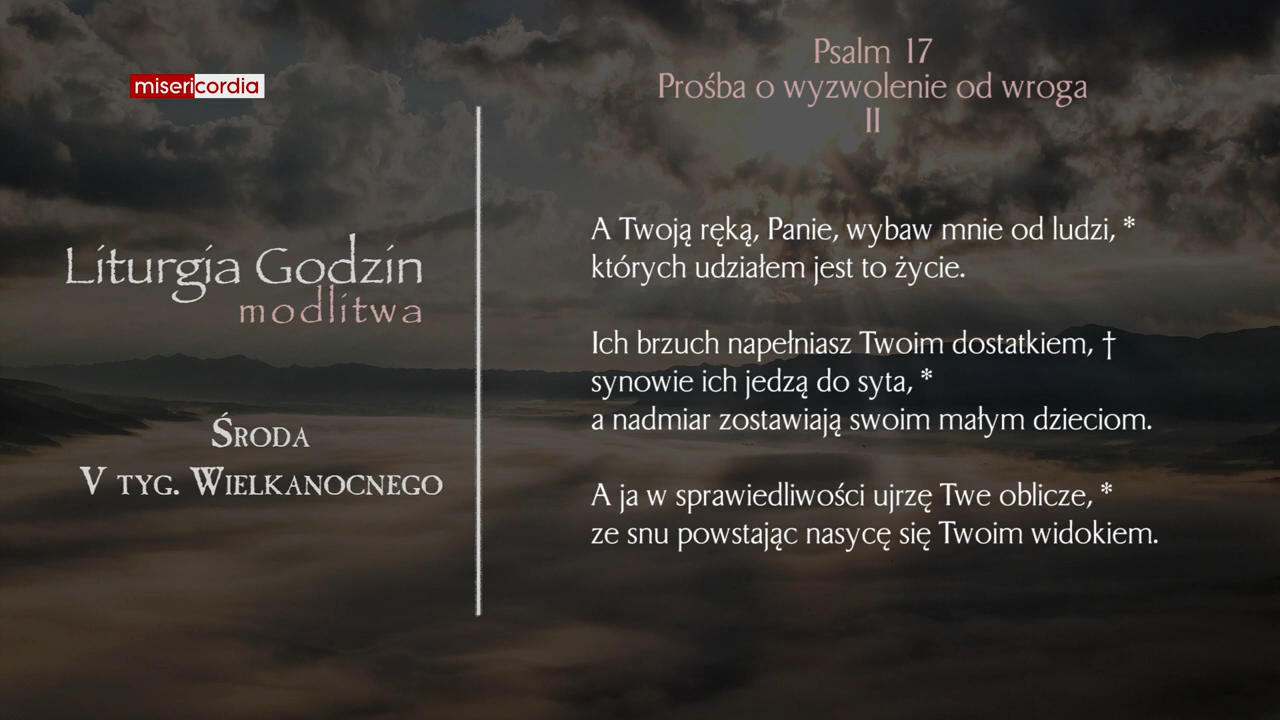 misericordia
Liturgia Godzin
modlitwa
Środa
V tyg. Wielkanocnego
Psalm 17
Prośba o wyzwolenie od wroga
II
A Twoją ręką, Panie, wybaw mnie od ludzi, *
których udziałem jest to życie.
Ich brzuch napełniasz Twoim dostatkiem, †
synowie ich jedzą do syta, *
a nadmiar zostawiają swoim małym dzieciom.
A ja w sprawiedliwości ujrzę Twe oblicze, *
ze snu powstając nasycę się Twoim widokiem.